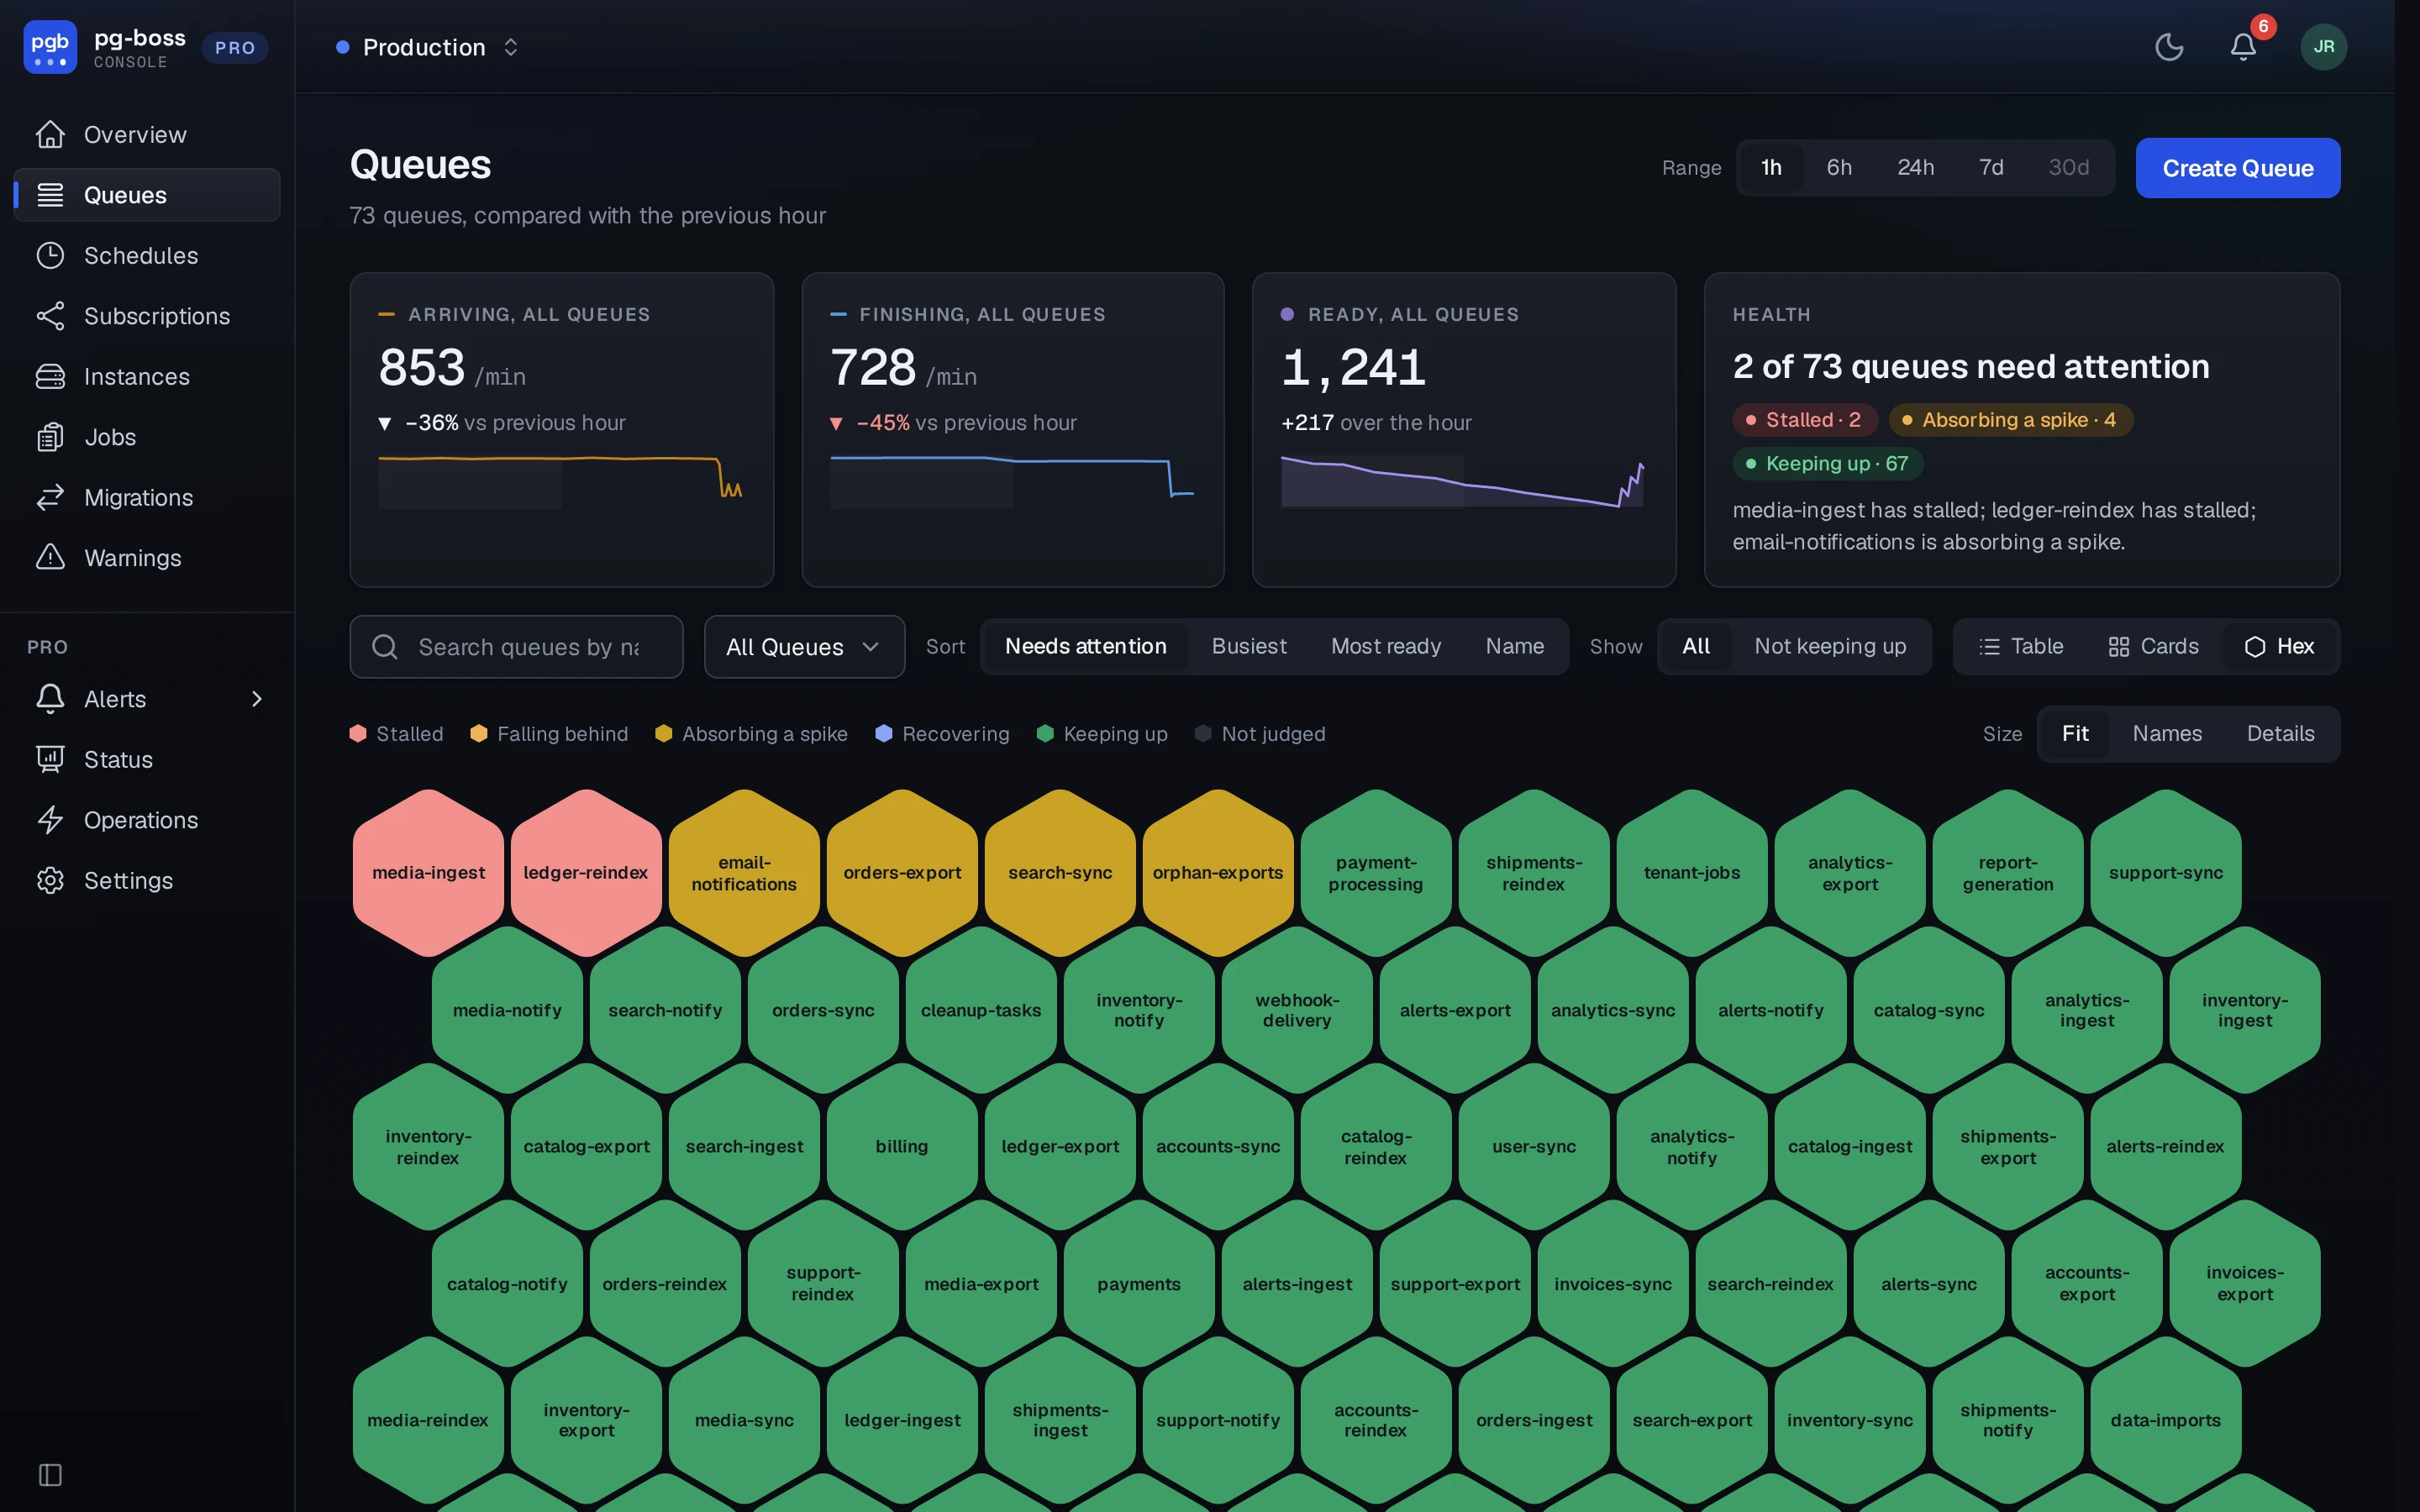 pgb
pg-boss
CONSOLE
PRO
Production
6
JR
Overview
Queues
Schedules
Subscriptions
Instances
Jobs
Migrations
Warnings
PRO
Alerts
Status
Operations
Settings
Queues
73 queues, compared with the previous hour
Range
1h
6h
24h
7d
30d
Create Queue
ARRIVING, ALL QUEUES
853 /min
▼ −36% vs previous hour
FINISHING, ALL QUEUES
728 /min
▼ −45% vs previous hour
READY, ALL QUEUES
1,241
+217 over the hour
HEALTH
2 of 73 queues need attention
Stalled · 2
Absorbing a spike · 4
Keeping up · 67
media-ingest has stalled; ledger-reindex has stalled;
email-notifications is absorbing a spike.
Search queues by
All Queues
Sort
Needs attention
Busiest
Most ready
Name
Show
All
Not keeping up
Table
Cards
Hex
Stalled
Falling behind
Absorbing a spike
Recovering
Keeping up
Not judged
Size
Fit
Names
Details
media-ingest
ledger-reindex
email-
notifications
orders-export
search-sync
orphan-exports
payment-
processing
shipments-
reindex
tenant-jobs
analytics-
export
report-
generation
support-sync
media-notify
search-notify
orders-sync
cleanup-tasks
inventory-
notify
webhook-
delivery
alerts-export
analytics-sync
alerts-notify
catalog-sync
analytics-
ingest
inventory-
ingest
inventory-
reindex
catalog-export
search-ingest
billing
ledger-export
accounts-sync
catalog-
reindex
user-sync
analytics-
notify
catalog-ingest
shipments-
export
alerts-reindex
catalog-notify
orders-reindex
support-
reindex
media-export
payments
alerts-ingest
support-export
invoices-sync
search-reindex
alerts-sync
accounts-
export
invoices-
export
media-reindex
inventory-
export
media-sync
ledger-ingest
shipments-
ingest
support-notify
accounts-
reindex
orders-ingest
search-export
inventory-sync
shipments-
notify
data-imports